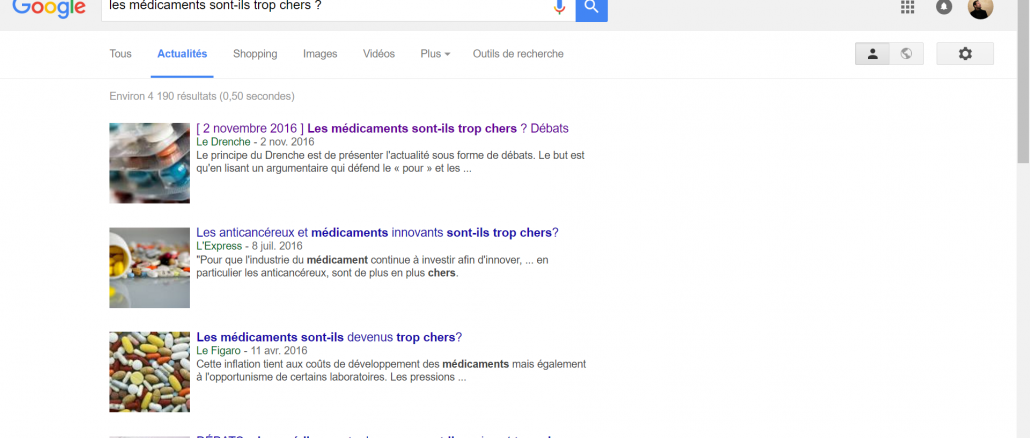 Google
les médicaments sont-ils trop chers ?
Tous Actualités Shopping Images Vidéos Plus Outils de recherche
Environ 4 190 résultats (0,50 secondes)
[ 2 novembre 2016 ] Les médicaments sont-ils trop chers ? Débats
Le Drenche - 2 nov. 2016
Le principe du Drenche est de présenter l'actualité sous forme de débats. Le but est
qu'en lisant un argumentaire qui défend le « pour » et les ...
Les anticancéreux et médicaments innovants sont-ils trop chers?
L'Express - 8 juil. 2016
"Pour que l'industrie du médicament continue à investir afin d'innover, ... en
particulier les anticancéreux, sont de plus en plus chers.
Les médicaments sont-ils devenus trop chers?
Le Figaro - 11 avr. 2016
Cette inflation tient aux coûts de développement des médicaments mais également
à l'opportunisme de certains laboratoires. Les pressions ...